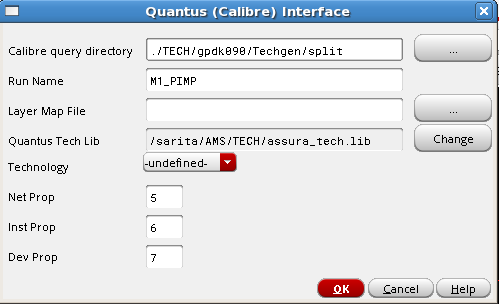 Quantus (Calibre) Interface
Calibre query directory ./TECH/gpdk090/Techgen/split ...
Run Name M1_PIMP
Layer Map File ...
Quantus Tech Lib /sarita/AMS/TECH/assura_tech.lib Change
Technology -undefined-
Net Prop 5
Inst Prop 6
Dev Prop 7
OK Cancel Help